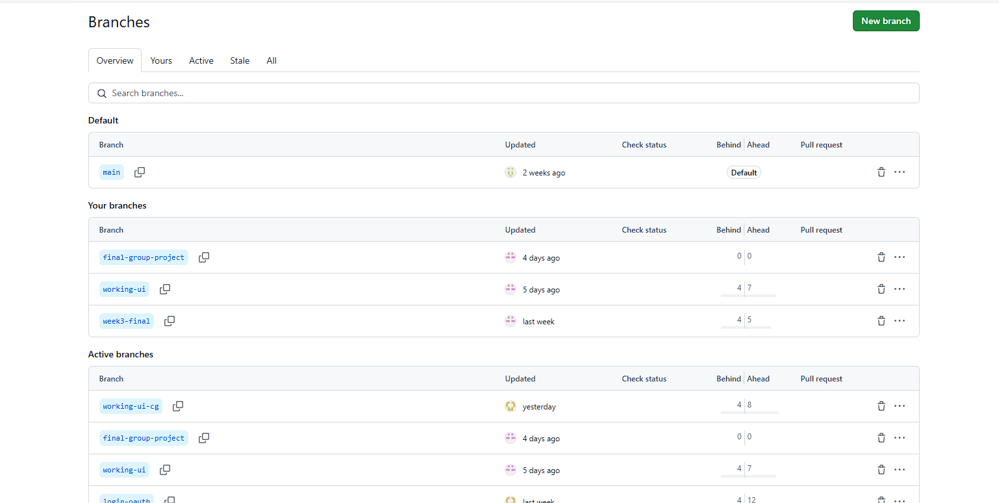 Branches
New branch
Overview Yours Active Stale All
Search branches...
Default
Branch Updated Check status Behind Ahead Pull request
main 2 weeks ago Default
Your branches
Branch Updated Check status Behind Ahead Pull request
final-group-project 4 days ago 0 0
working-ui 5 days ago 4 7
week3-final last week 4 5
Active branches
Branch Updated Check status Behind Ahead Pull request
working-ui-cg yesterday 4 8
final-group-project 4 days ago 0 0
working-ui 5 days ago 4 7
login-oauth last week 4 12